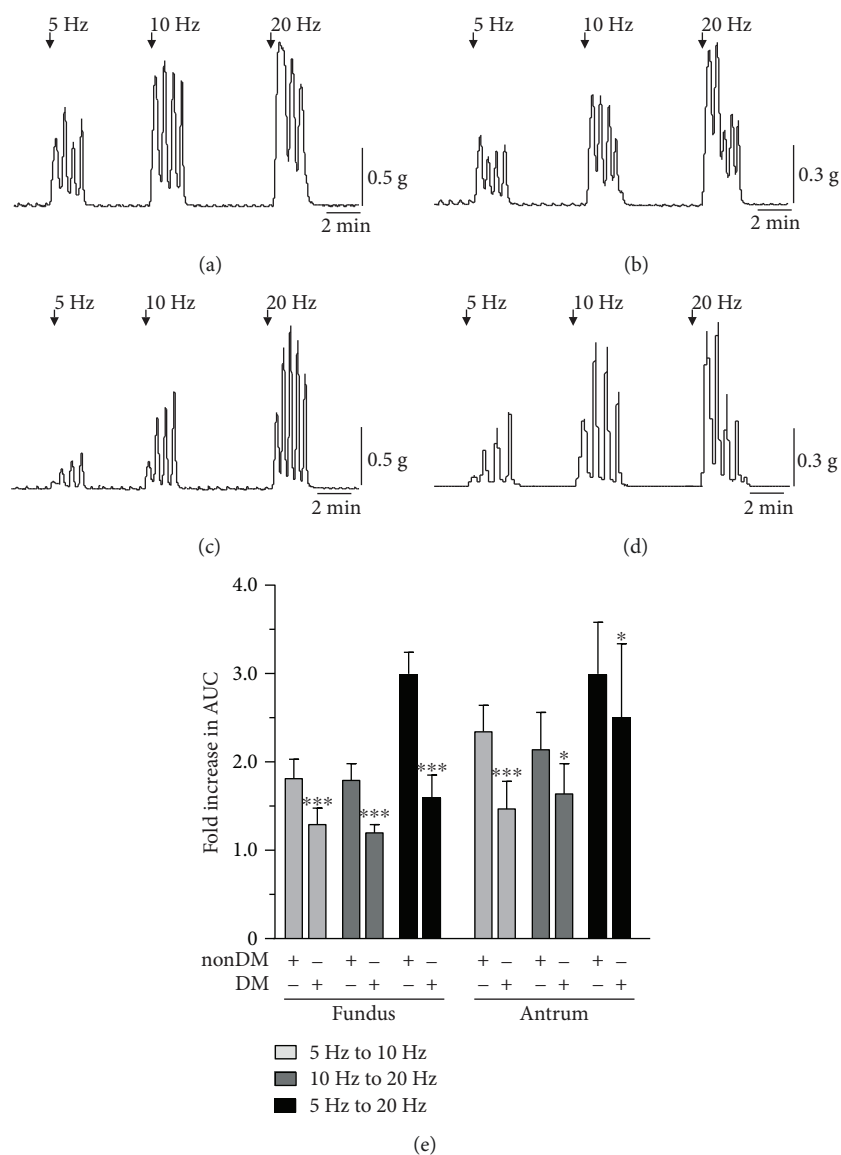 5 Hz 10 Hz 20 Hz
0.5 g
2 min
(a)
5 Hz 10 Hz 20 Hz
0.3 g
2 min
(b)
5 Hz 10 Hz 20 Hz
0.5 g
2 min
(c)
5 Hz 10 Hz 20 Hz
0.3 g
2 min
(d)
Fold increase in AUC
4.0
3.0
2.0
1.0
0
*** *** *** *** * *
nonDM + − + − + − + − + − + −
DM − + − + − + − + − + − +
Fundus Antrum
5 Hz to 10 Hz
10 Hz to 20 Hz
5 Hz to 20 Hz
(e)